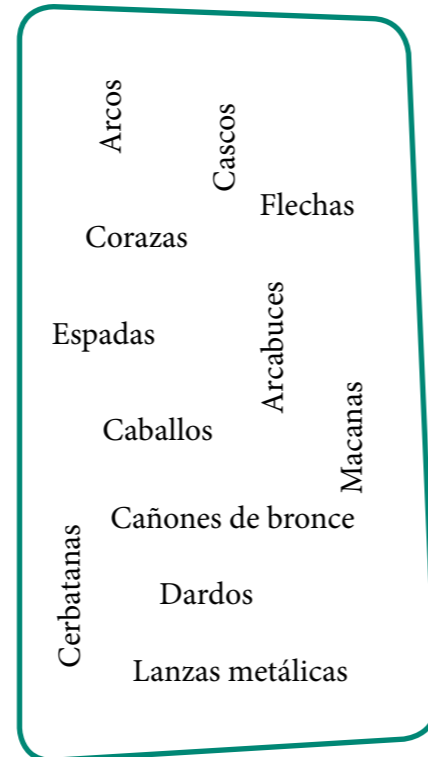 Arcos
Cascos
Flechas
Corazas
Espadas
Arcabuces
Caballos
Macanas
Cañones de bronce
Cerbatanas
Dardos
Lanzas metálicas